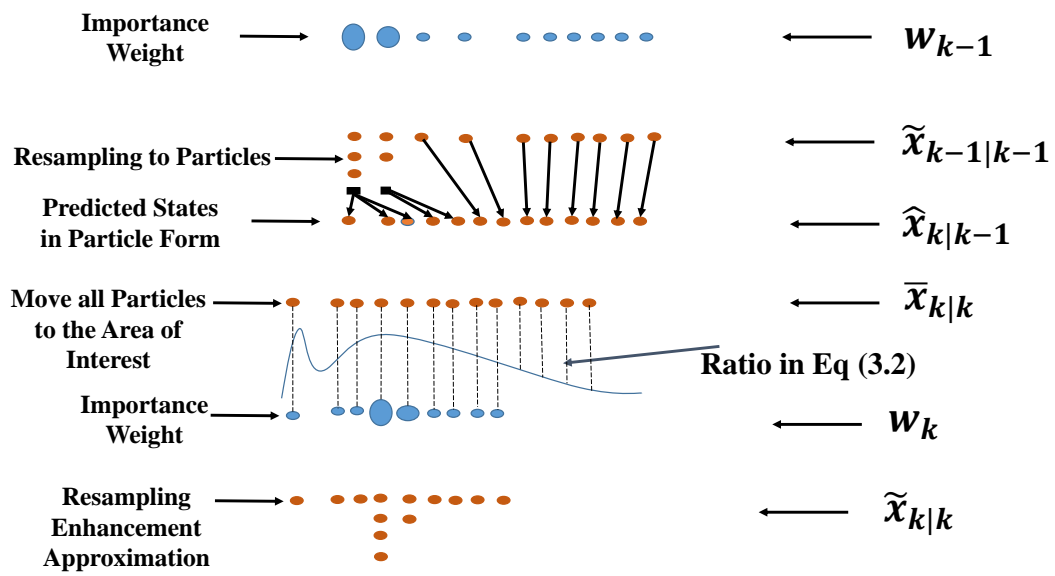 Importance
Weight
w_{k-1}
Resampling to Particles
x̃_{k-1|k-1}
Predicted States
in Particle Form
x̂_{k|k-1}
Move all Particles
to the Area of
Interest
x̄_{k|k}
Ratio in Eq (3.2)
Importance
Weight
w_k
Resampling
Enhancement
Approximation
x̃_{k|k}